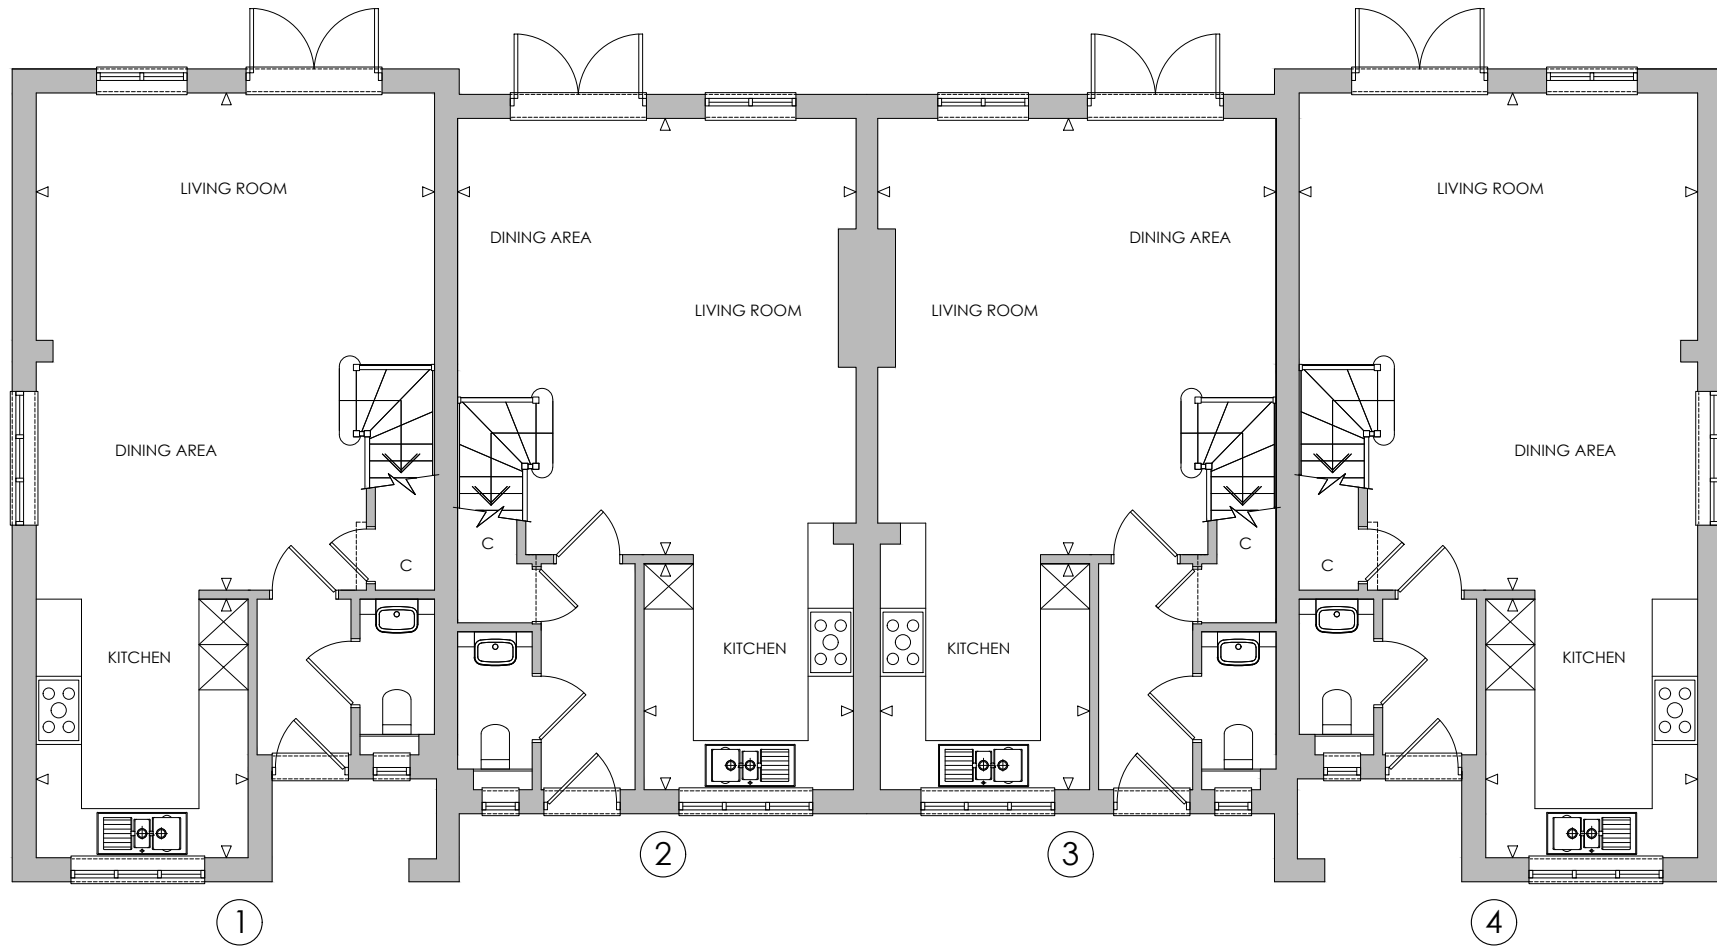 LIVING ROOM
LIVING ROOM
DINING AREA
DINING AREA
LIVING ROOM
LIVING ROOM
DINING AREA
DINING AREA
C
C
C
C
KITCHEN
KITCHEN
KITCHEN
KITCHEN
2
3
1
4